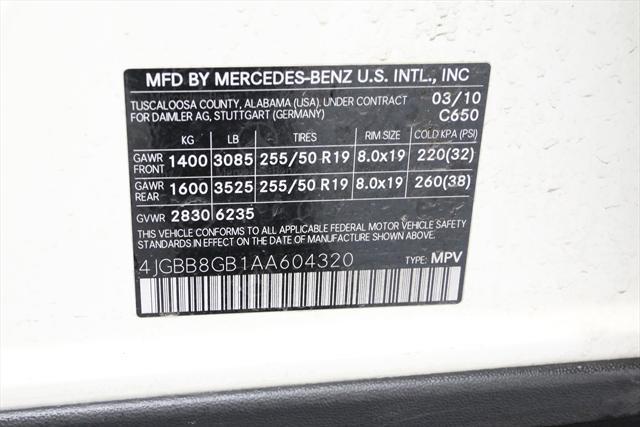 MFD BY MERCEDES-BENZ U.S. INTL., INC
TUSCALOOSA COUNTY, ALABAMA (USA). UNDER CONTRACT 03/10
FOR DAIMLER AG, STUTTGART (GERMANY) C650
KG LB TIRES RIM SIZE COLD KPA (PSI)
GAWR FRONT 1400 3085 255/50 R19 8.0x19 220(32)
GAWR REAR 1600 3525 255/50 R19 8.0x19 260(38)
GVWR 2830 6235
THIS VEHICLE CONFORMS TO ALL APPLICABLE FEDERAL MOTOR VEHICLE SAFETY
STANDARDS IN EFFECT ON THE DATE OF MANUFACTURE SHOWN ABOVE
4JGBB8GB1AA604320 TYPE: MPV